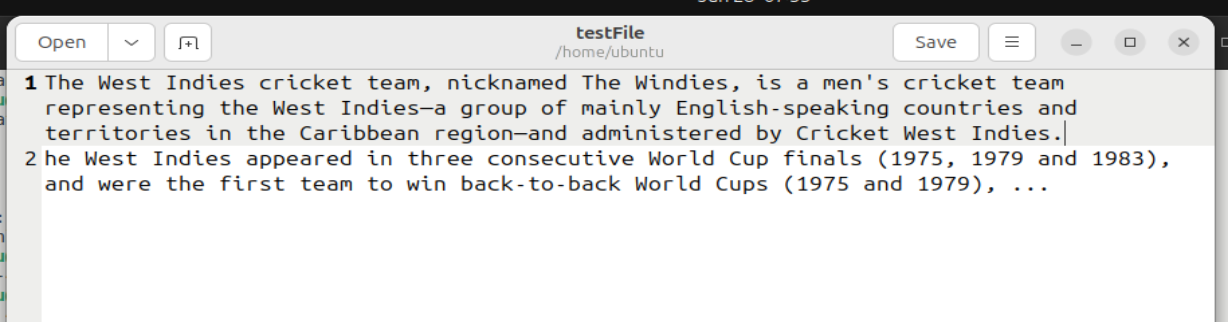 Open
testFile
/home/ubuntu
Save
1 The West Indies cricket team, nicknamed The Windies, is a men's cricket team
representing the West Indies—a group of mainly English-speaking countries and
territories in the Caribbean region—and administered by Cricket West Indies.
2 he West Indies appeared in three consecutive World Cup finals (1975, 1979 and 1983),
and were the first team to win back-to-back World Cups (1975 and 1979), ...